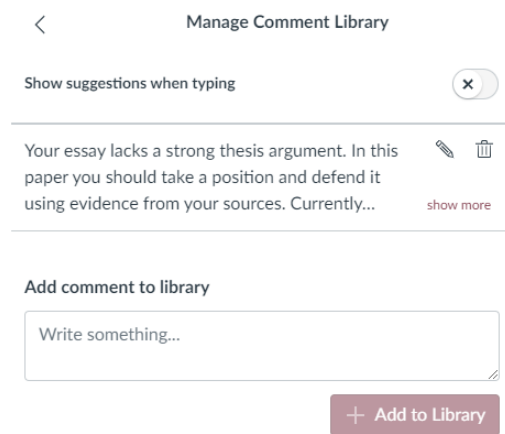 Manage Comment Library
Show suggestions when typing
Your essay lacks a strong thesis argument. In this
paper you should take a position and defend it
using evidence from your sources. Currently...
show more
Add comment to library
Write something...
Add to Library